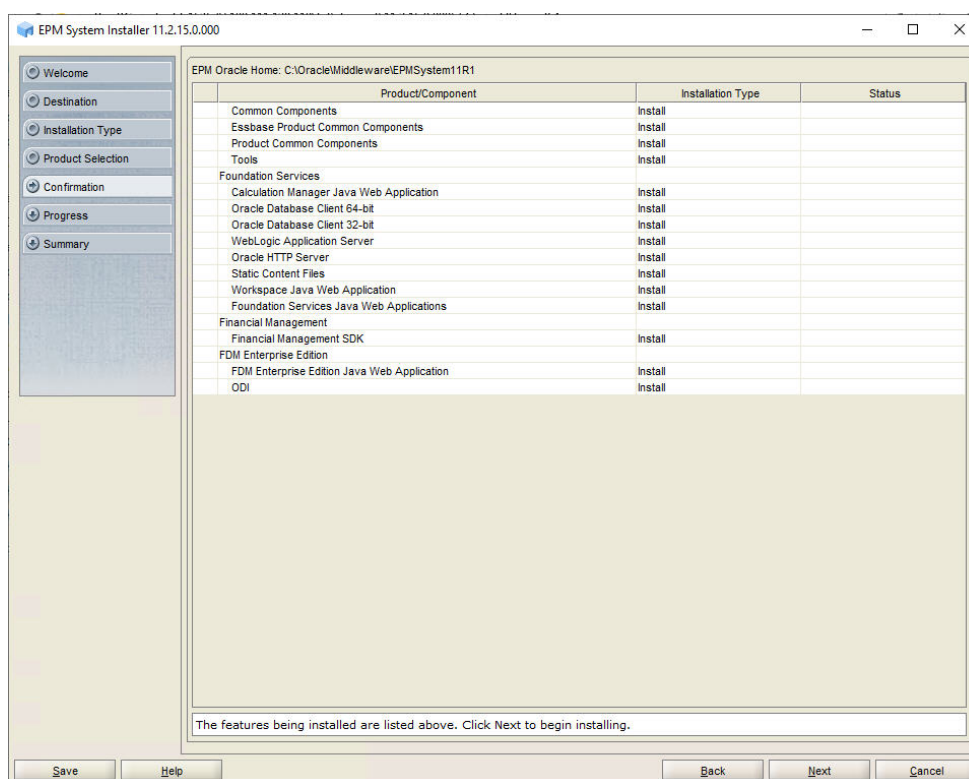 EPM System Installer 11.2.15.0.000
Welcome
Destination
Installation Type
Product Selection
Confirmation
Progress
Summary
EPM Oracle Home: C:\Oracle\Middleware\EPMSystem11R1
Product/Component Installation Type Status
Common Components Install
Essbase Product Common Components Install
Product Common Components Install
Tools Install
Foundation Services
Calculation Manager Java Web Application Install
Oracle Database Client 64-bit Install
Oracle Database Client 32-bit Install
WebLogic Application Server Install
Oracle HTTP Server Install
Static Content Files Install
Workspace Java Web Application Install
Foundation Services Java Web Applications Install
Financial Management
Financial Management SDK Install
FDM Enterprise Edition
FDM Enterprise Edition Java Web Application Install
ODI Install
The features being installed are listed above. Click Next to begin installing.
Save Help Back Next Cancel